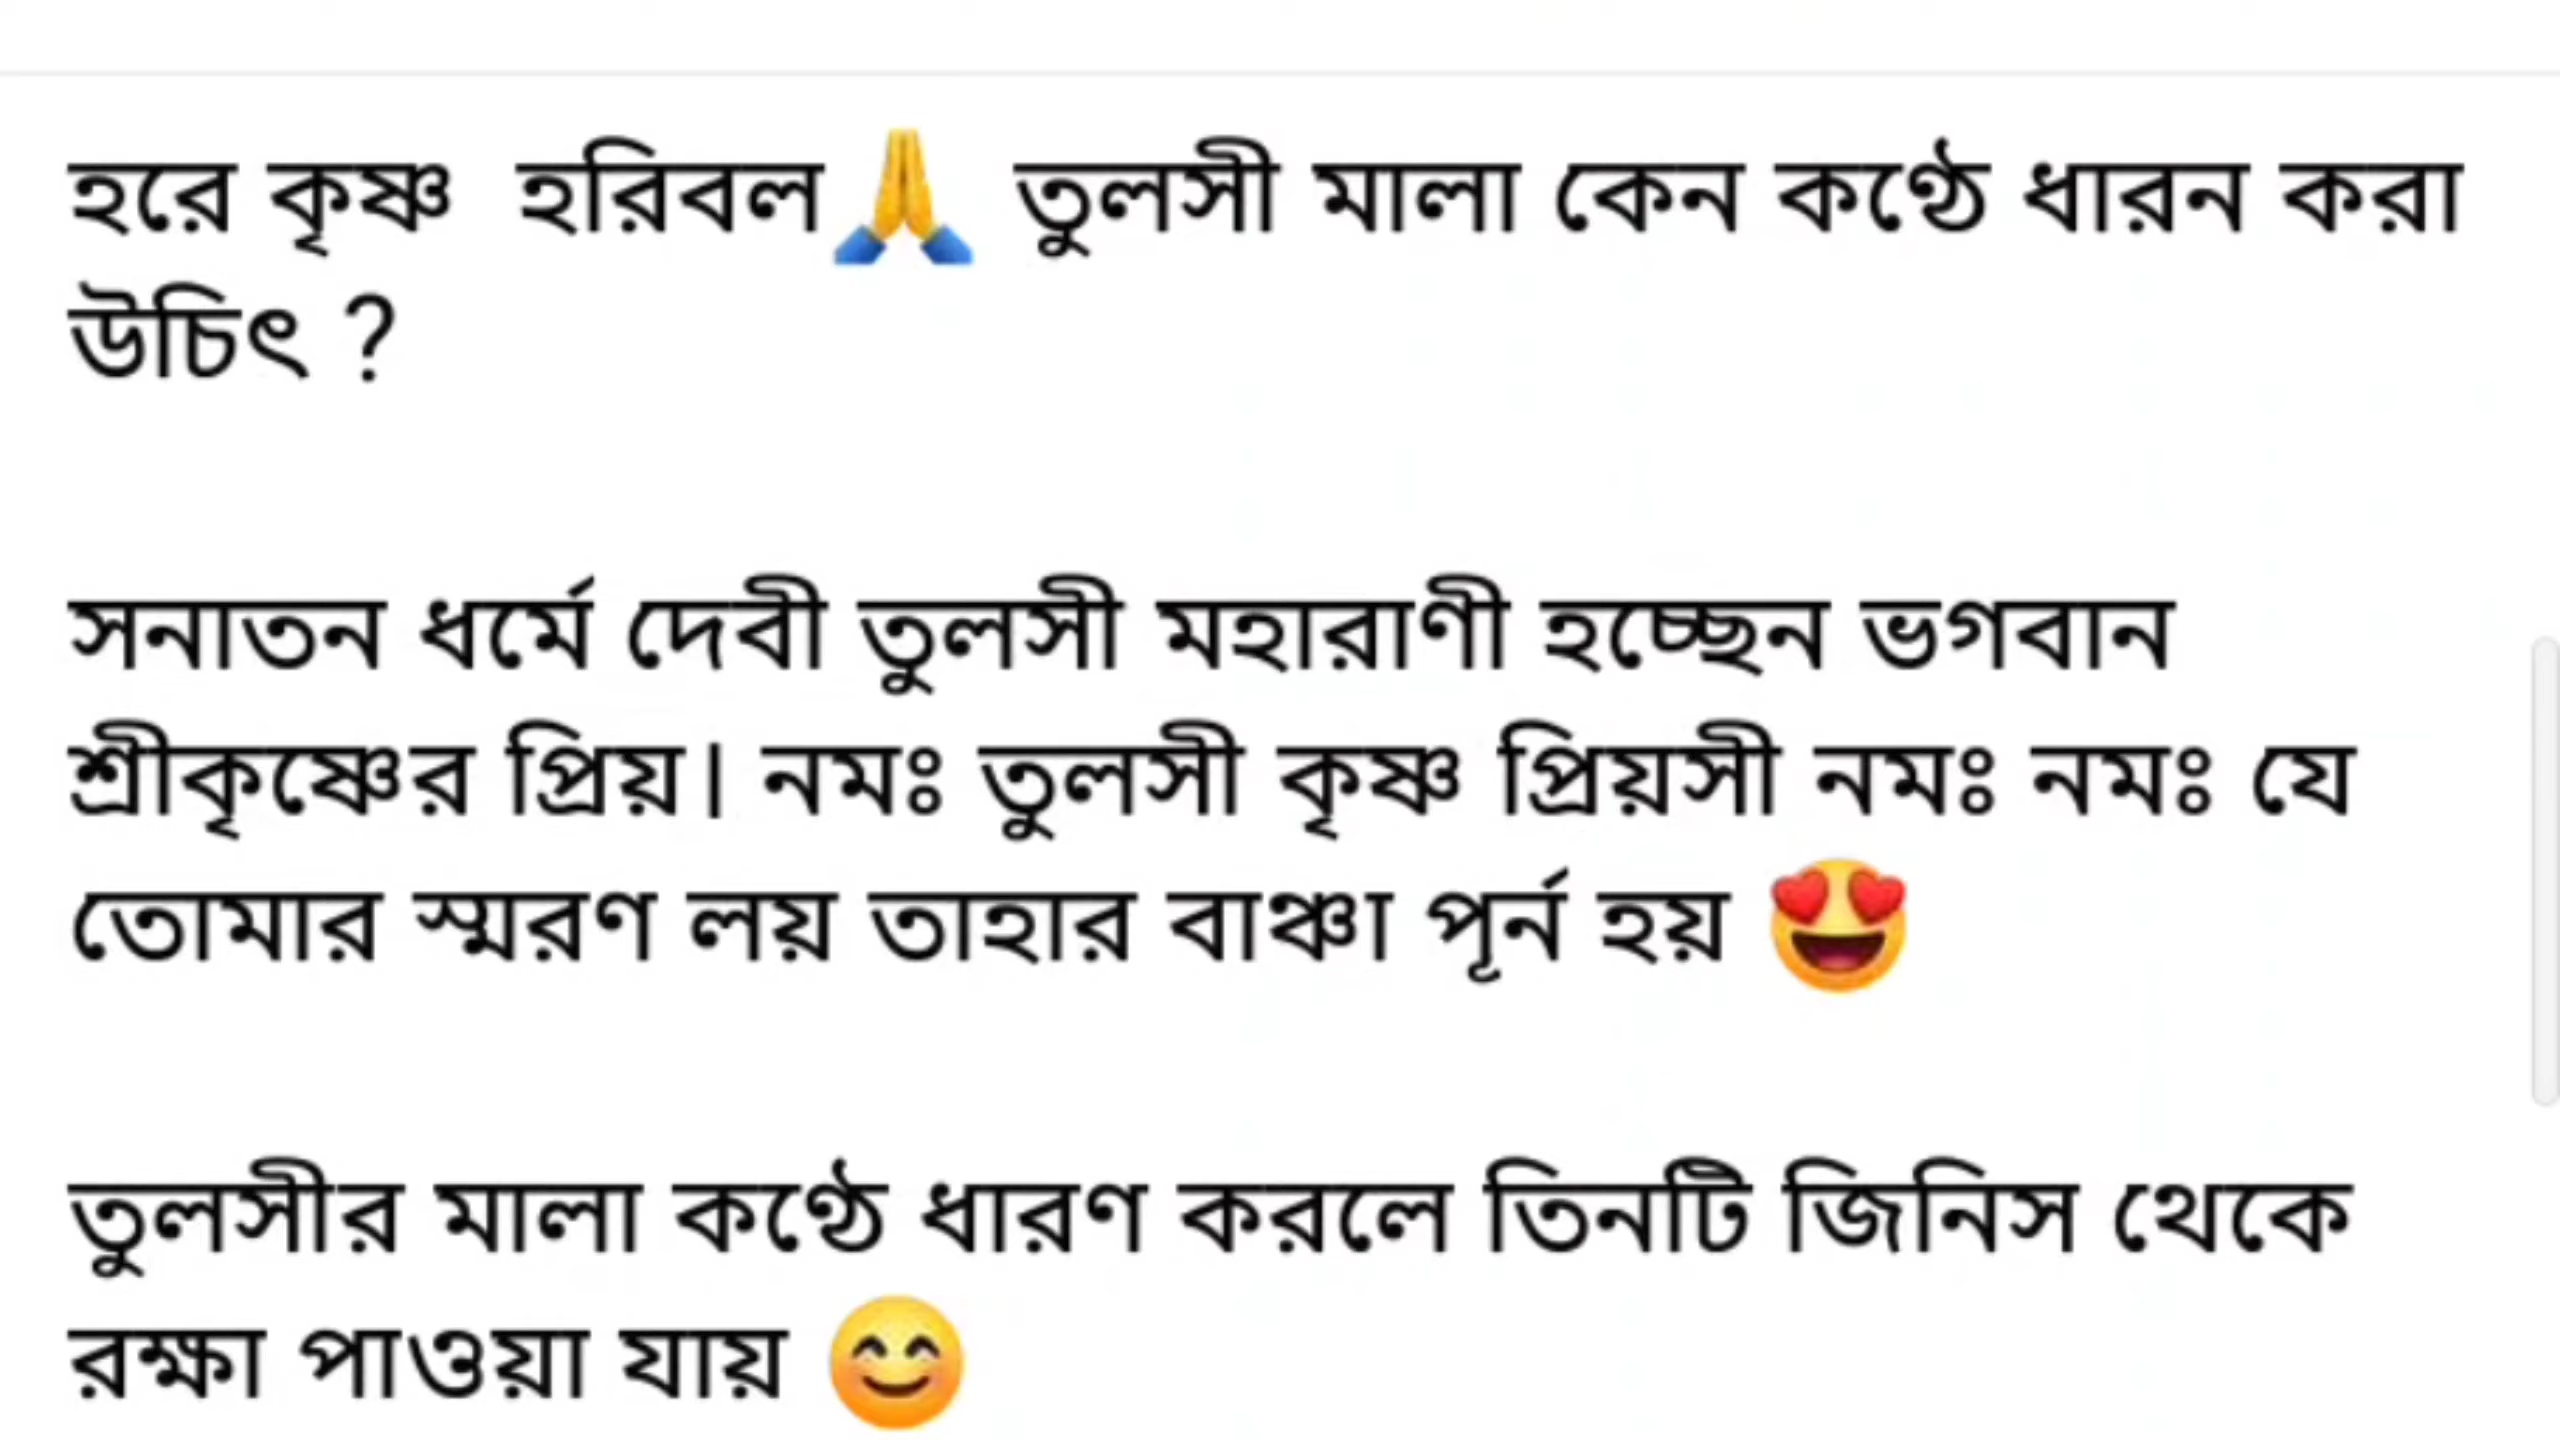 হরে কৃষ্ণ  হরিবল🙏 তুলসী মালা কেন কণ্ঠে ধারন করা
উচিৎ ?
সনাতন ধর্মে দেবী তুলসী মহারাণী হচ্ছেন ভগবান
শ্রীকৃষ্ণের প্রিয়। নমঃ তুলসী কৃষ্ণ প্রিয়সী নমঃ নমঃ যে
তোমার স্মরণ লয় তাহার বাঞ্চা পূর্ন হয় 😍
তুলসীর মালা কণ্ঠে ধারণ করলে তিনটি জিনিস থেকে
রক্ষা পাওয়া যায় 😊